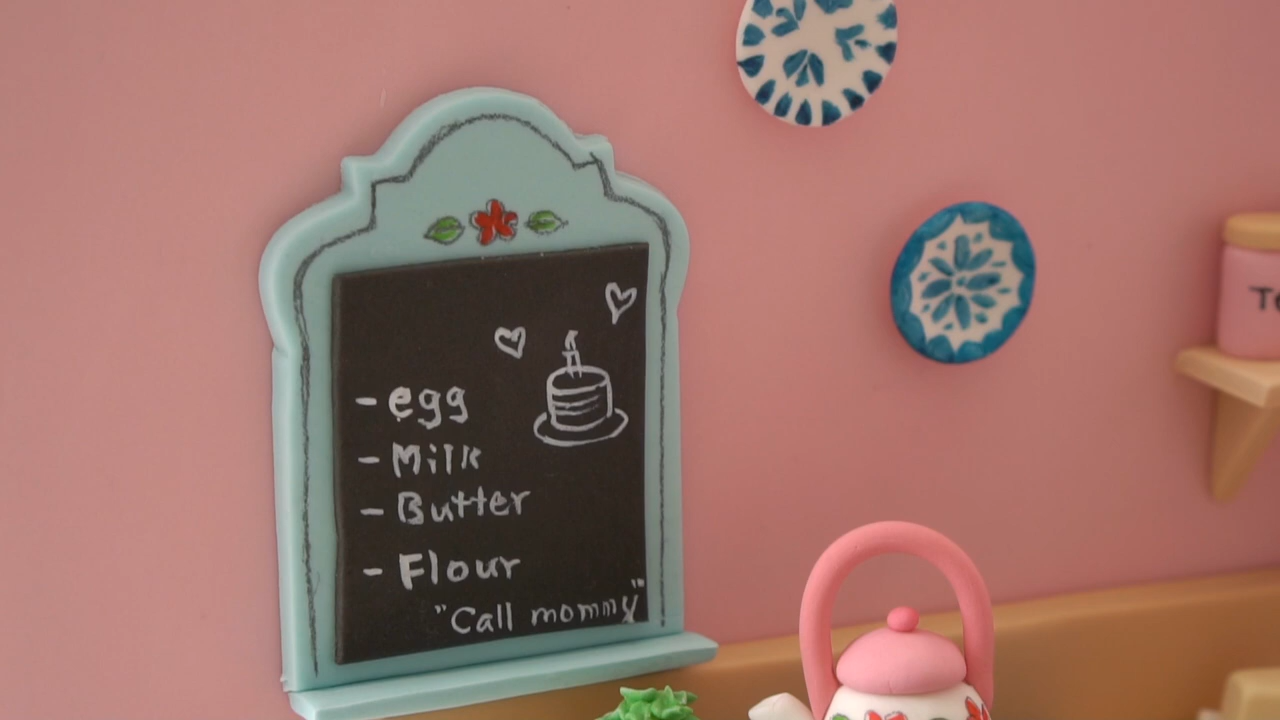 - egg
- Milk
- Butter
- Flour
"Call mommy"